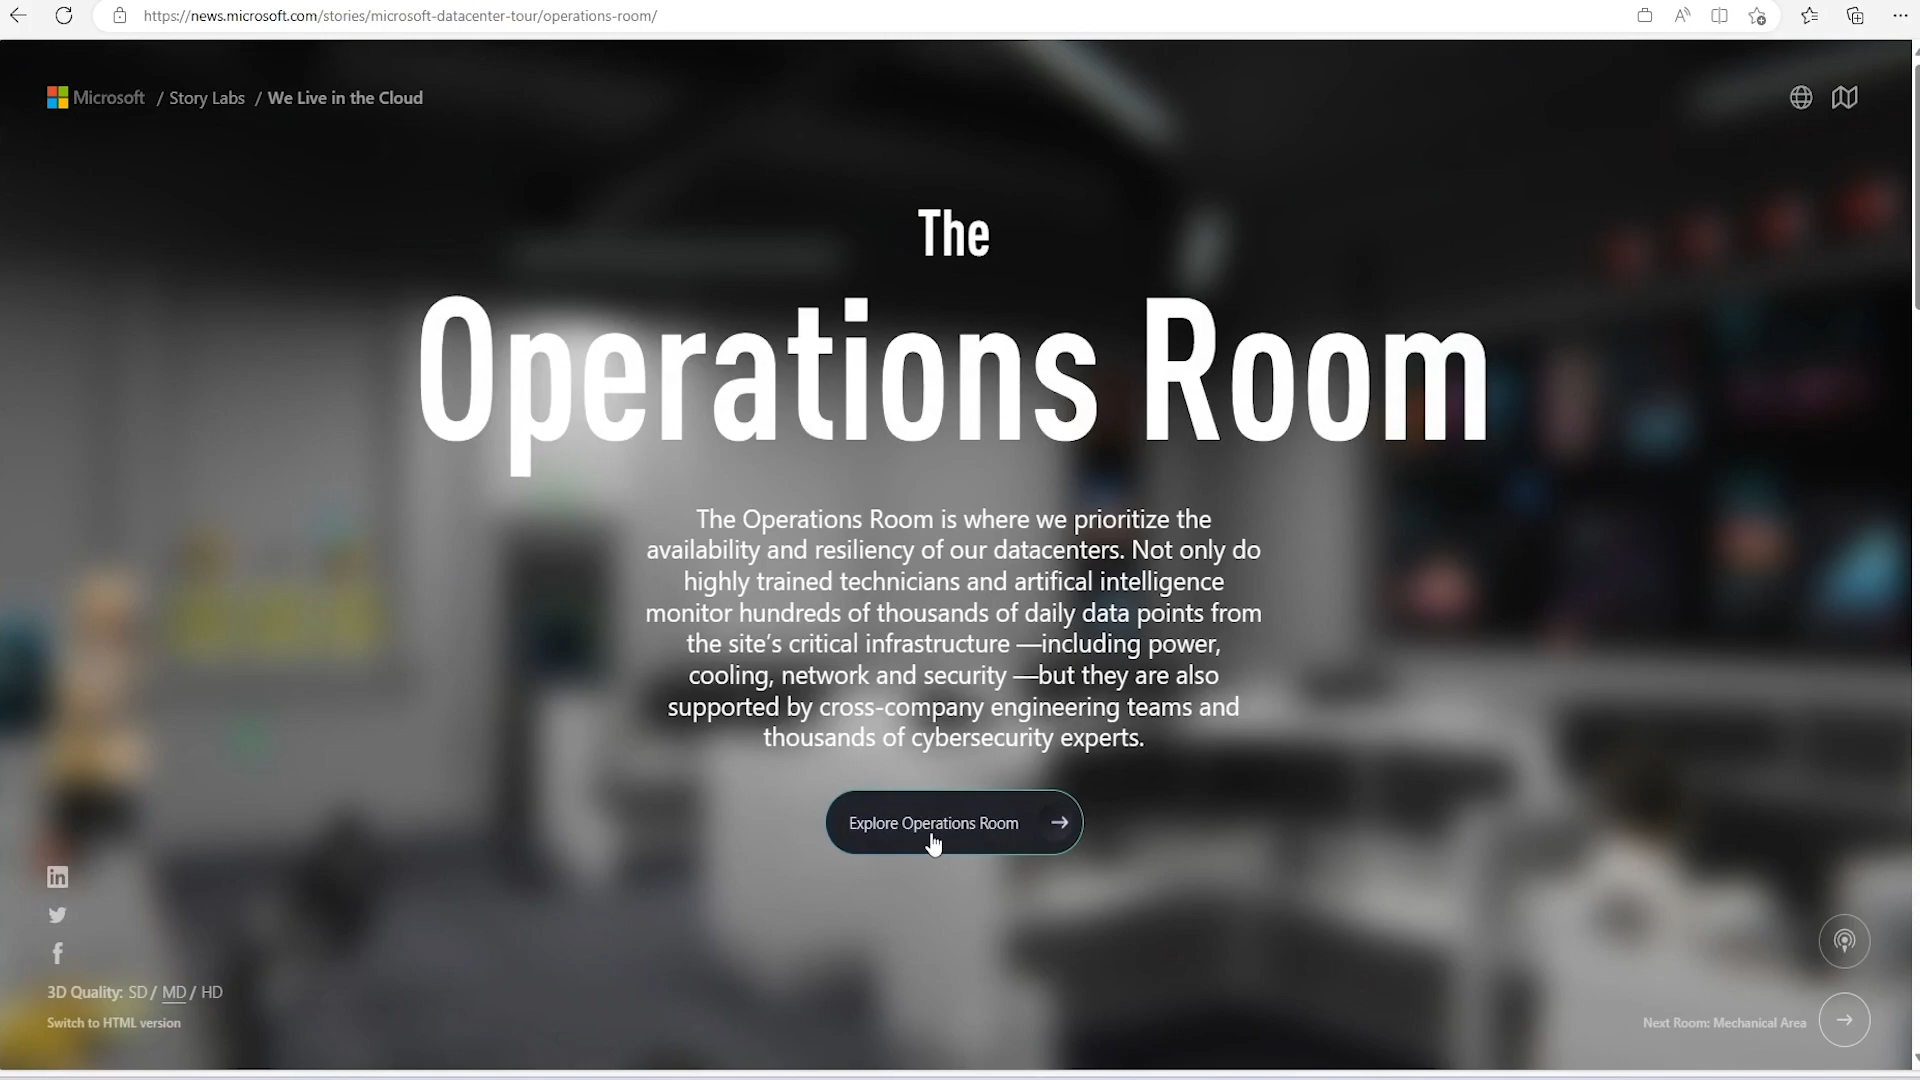 https://news.microsoft.com/stories/microsoft-datacenter-tour/operations-room/
Microsoft / Story Labs / We Live in the Cloud
The
Operations Room
The Operations Room is where we prioritize the
availability and resiliency of our datacenters. Not only do
highly trained technicians and artifical intelligence
monitor hundreds of thousands of daily data points from
the site's critical infrastructure —including power,
cooling, network and security —but they are also
supported by cross-company engineering teams and
thousands of cybersecurity experts.
Explore Operations Room
in
f
3D Quality: SD / MD / HD
Switch to HTML version
Next Room: Mechanical Area